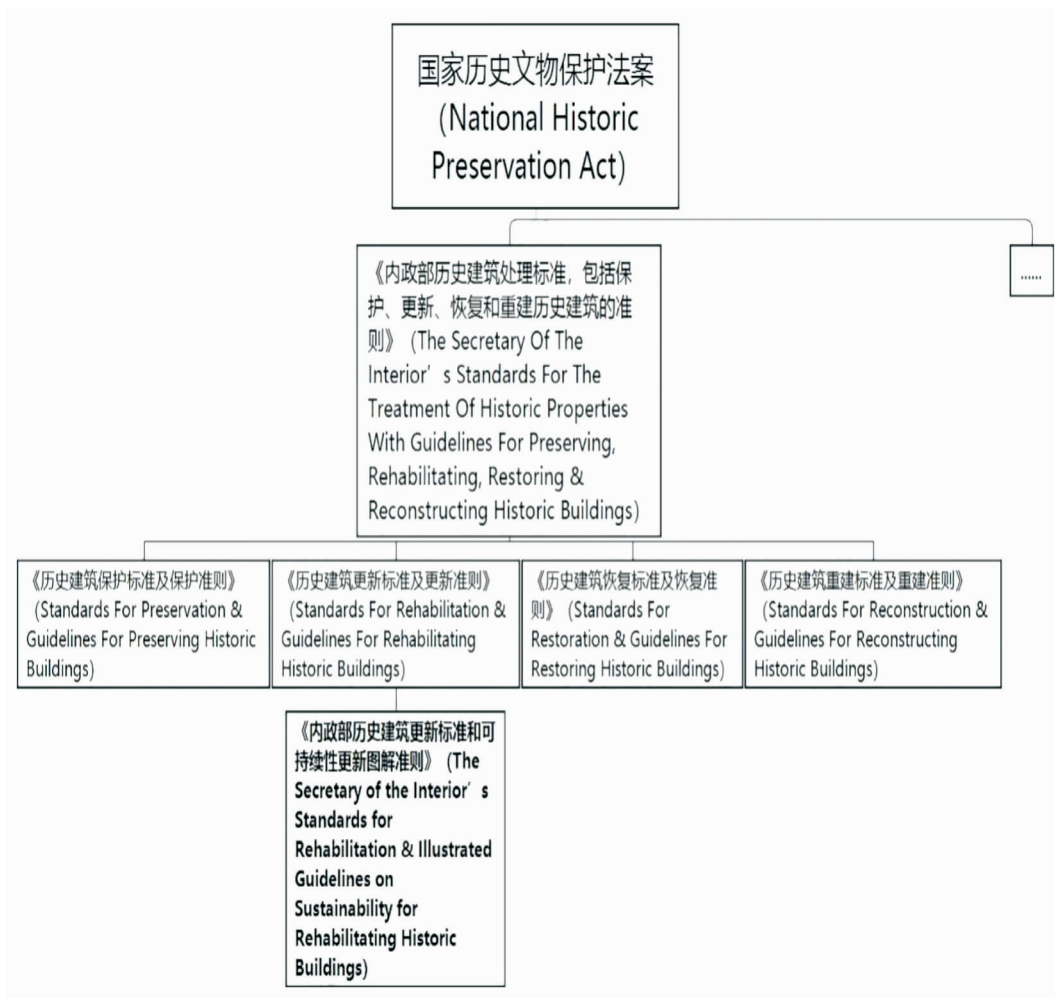 国家历史文物保护法案
（National Historic
Preservation Act）
《内政部历史建筑处理标准，包括保
护、更新、恢复和重建历史建筑的准
则》（The Secretary Of The
Interior’s Standards For The
Treatment Of Historic Properties
With Guidelines For Preserving,
Rehabilitating, Restoring &
Reconstructing Historic Buildings）
......
《历史建筑保护标准及保护准则》
（Standards For Preservation &
Guidelines For Preserving Historic
Buildings）
《历史建筑更新标准及更新准则》
（Standards For Rehabilitation &
Guidelines For Rehabilitating
Historic Buildings）
《历史建筑恢复标准及恢复准
则》（Standards For
Restoration & Guidelines For
Restoring Historic Buildings）
《历史建筑重建标准及重建准则》
（Standards For Reconstruction &
Guidelines For Reconstructing
Historic Buildings）
《内政部历史建筑更新标准和可
持续性更新图解准则》（The
Secretary of the Interior’s
Standards for
Rehabilitation & Illustrated
Guidelines on
Sustainability for
Rehabilitating Historic
Buildings）